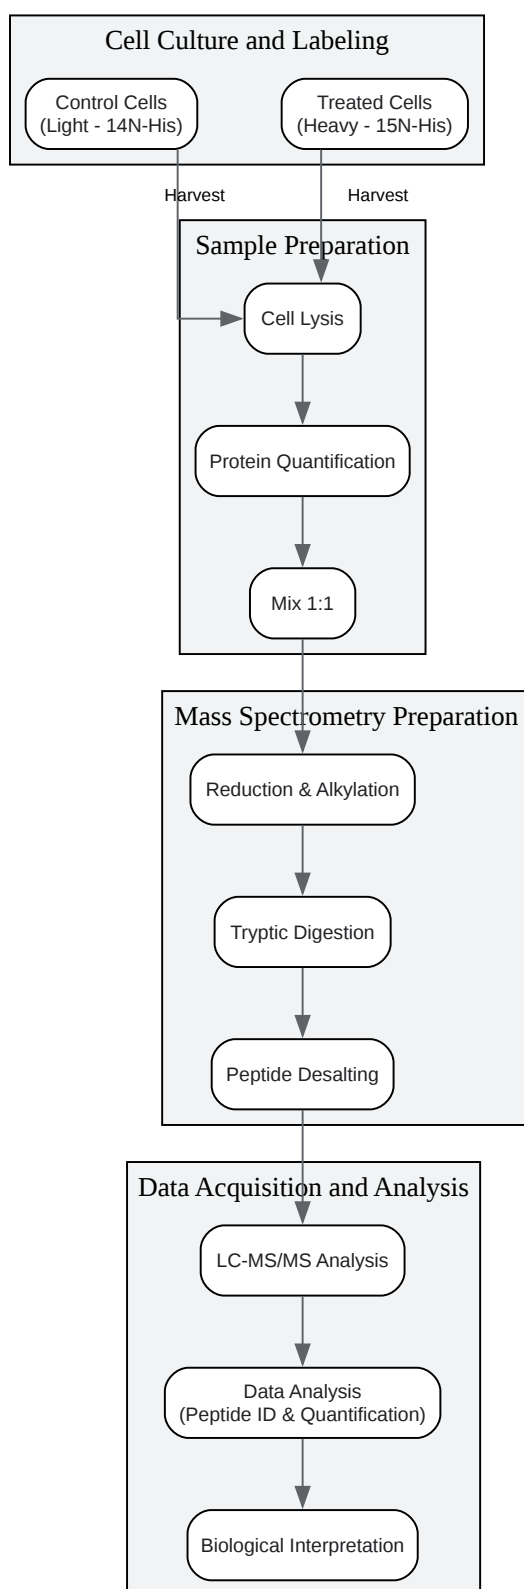 Cell Culture and Labeling
Control Cells
(Light - 14N-His)
Treated Cells
(Heavy - 15N-His)
Harvest
Harvest
Sample Preparation
Cell Lysis
Protein Quantification
Mix 1:1
Mass Spectrometry Preparation
Reduction & Alkylation
Tryptic Digestion
Peptide Desalting
Data Acquisition and Analysis
LC-MS/MS Analysis
Data Analysis
(Peptide ID & Quantification)
Biological Interpretation